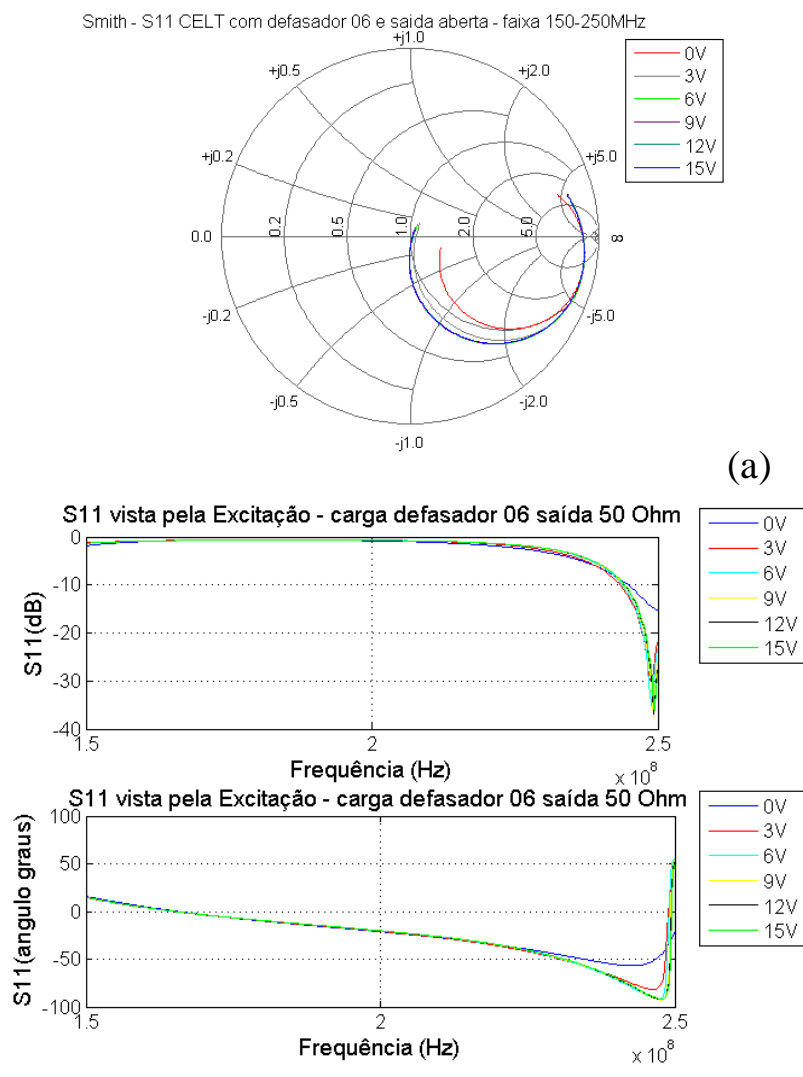 Smith - S11 CELT com defasador 06 e saida aberta - faixa 150-250MHz
+j1.0
+j0.5
+j2.0
+j0.2
+j5.0
0.0
0.2
0.5
1.0
2.0
5.0
∞
-j0.2
-j5.0
-j0.5
-j2.0
-j1.0
0V
3V
6V
9V
12V
15V
(a)
S11 vista pela Excitação - carga defasador 06 saída 50 Ohm
S11(dB)
0
-10
-20
-30
-40
1.5
2
2.5
Frequência (Hz)
x 10^8
0V
3V
6V
9V
12V
15V
S11 vista pela Excitação - carga defasador 06 saída 50 Ohm
S11(angulo graus)
100
50
0
-50
-100
1.5
2
2.5
Frequência (Hz)
x 10^8
0V
3V
6V
9V
12V
15V